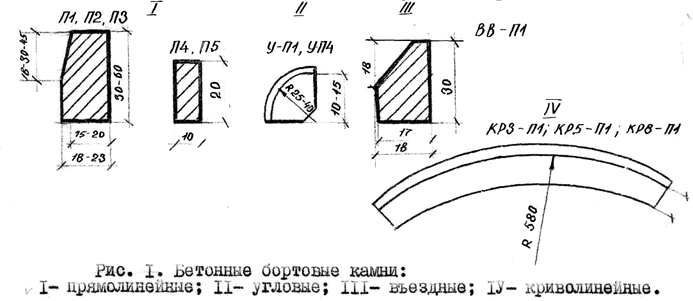 I II III
П1, П2, П3
15-30-45
50-60
15-20
18-23
П4, П5
20
10
У-П1, УП4
R 25-40
10-15
ВВ-П1
18
30
17
18
IV
КР3-П1; КР5-П1; КР8-П1
R 580
Рис. I. Бетонные бортовые камни:
I- прямолинейные; II- угловые; III- въездные; IУ- криволинейные.